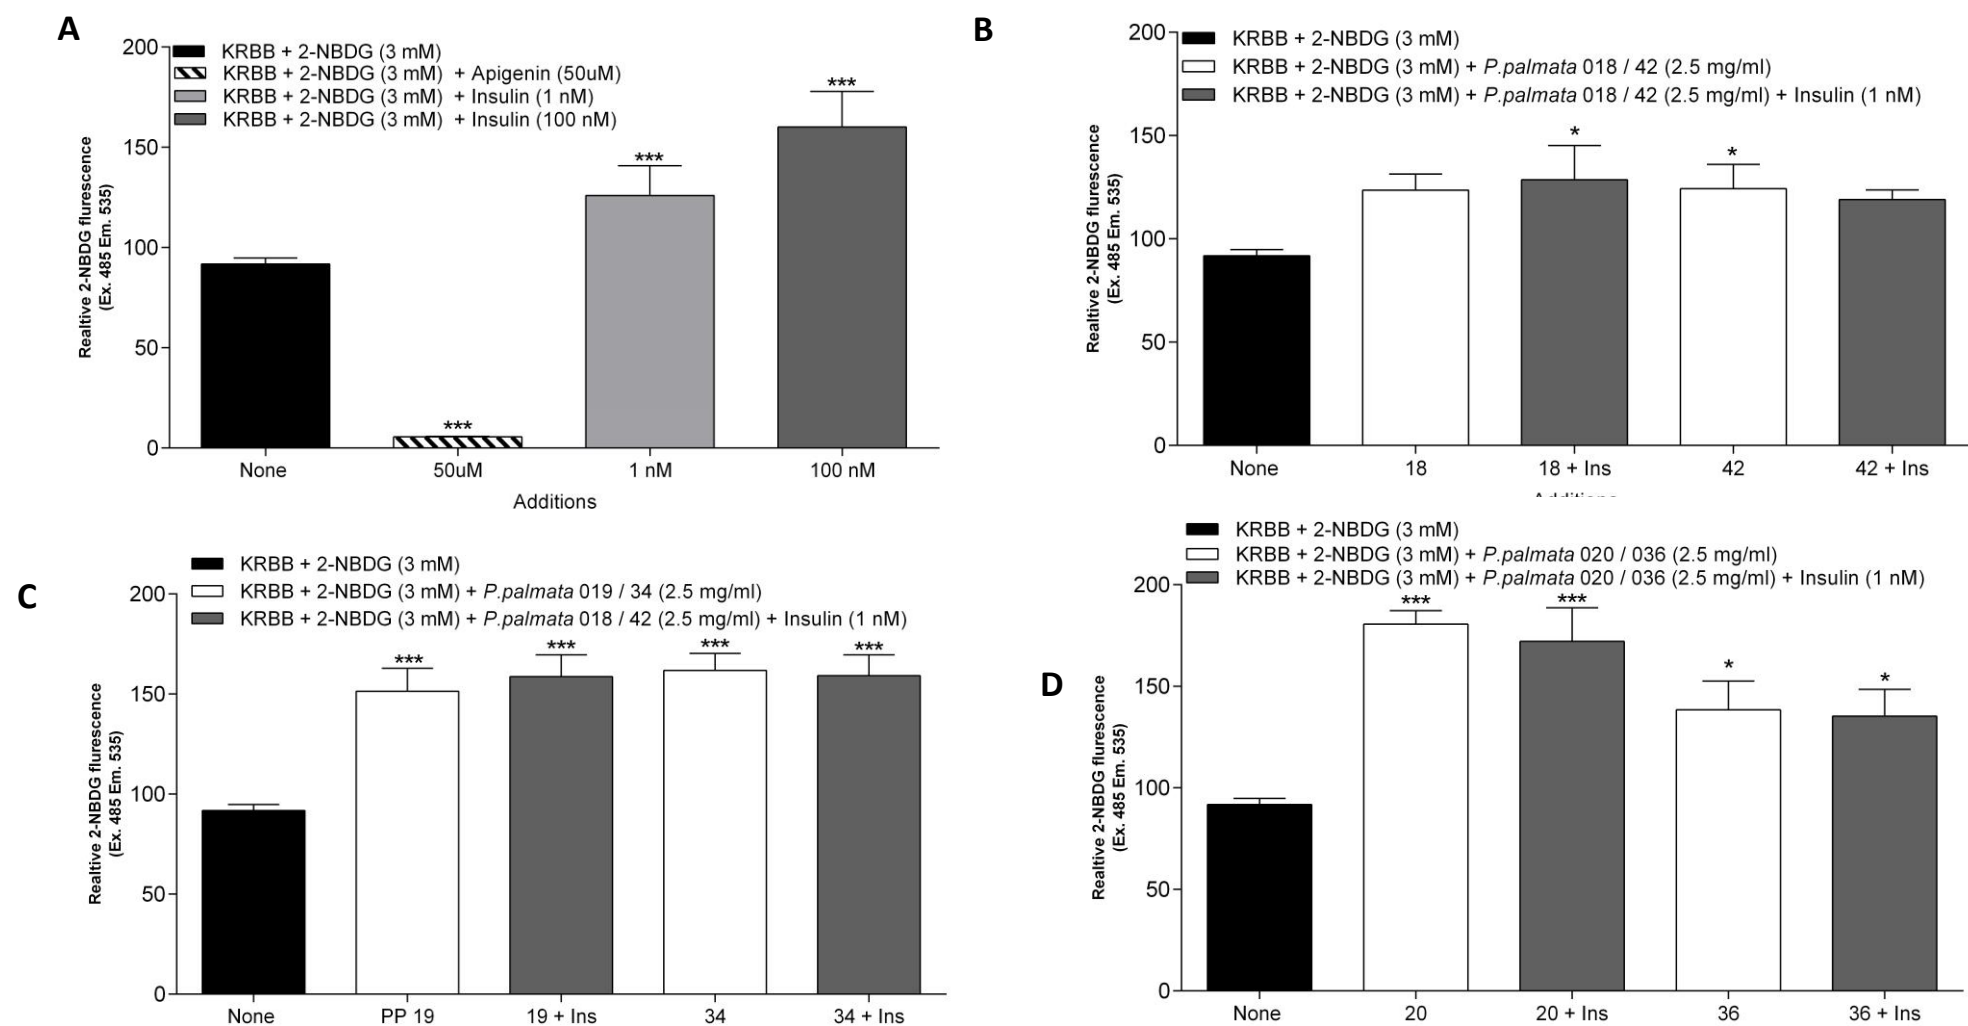 A
200
150
100
50
0
KRBB + 2-NBDG (3 mM)
KRBB + 2-NBDG (3 mM) + Apigenin (50uM)
KRBB + 2-NBDG (3 mM) + Insulin (1 nM)
KRBB + 2-NBDG (3 mM) + Insulin (100 nM)
***
***
***
Realtive 2-NBDG flurescence
(Ex. 485 Em. 535)
None 50uM 1 nM 100 nM
Additions
B
200
150
100
50
0
KRBB + 2-NBDG (3 mM)
KRBB + 2-NBDG (3 mM) + P.palmata 018 / 42 (2.5 mg/ml)
KRBB + 2-NBDG (3 mM) + P.palmata 018 / 42 (2.5 mg/ml) + Insulin (1 nM)
*
*
Realtive 2-NBDG flurescence
(Ex. 485 Em. 535)
None 18 18 + Ins 42 42 + Ins
C
KRBB + 2-NBDG (3 mM)
KRBB + 2-NBDG (3 mM) + P.palmata 019 / 34 (2.5 mg/ml)
KRBB + 2-NBDG (3 mM) + P.palmata 018 / 42 (2.5 mg/ml) + Insulin (1 nM)
200
150
100
50
0
*** *** *** ***
Realtive 2-NBDG flurescence
(Ex. 485 Em. 535)
None PP 19 19 + Ins 34 34 + Ins
D
KRBB + 2-NBDG (3 mM)
KRBB + 2-NBDG (3 mM) + P.palmata 020 / 036 (2.5 mg/ml)
KRBB + 2-NBDG (3 mM) + P.palmata 020 / 036 (2.5 mg/ml) + Insulin (1 nM)
200
150
100
50
0
*** *** * *
Realtive 2-NBDG flurescence
(Ex. 485 Em. 535)
None 20 20 + Ins 36 36 + Ins